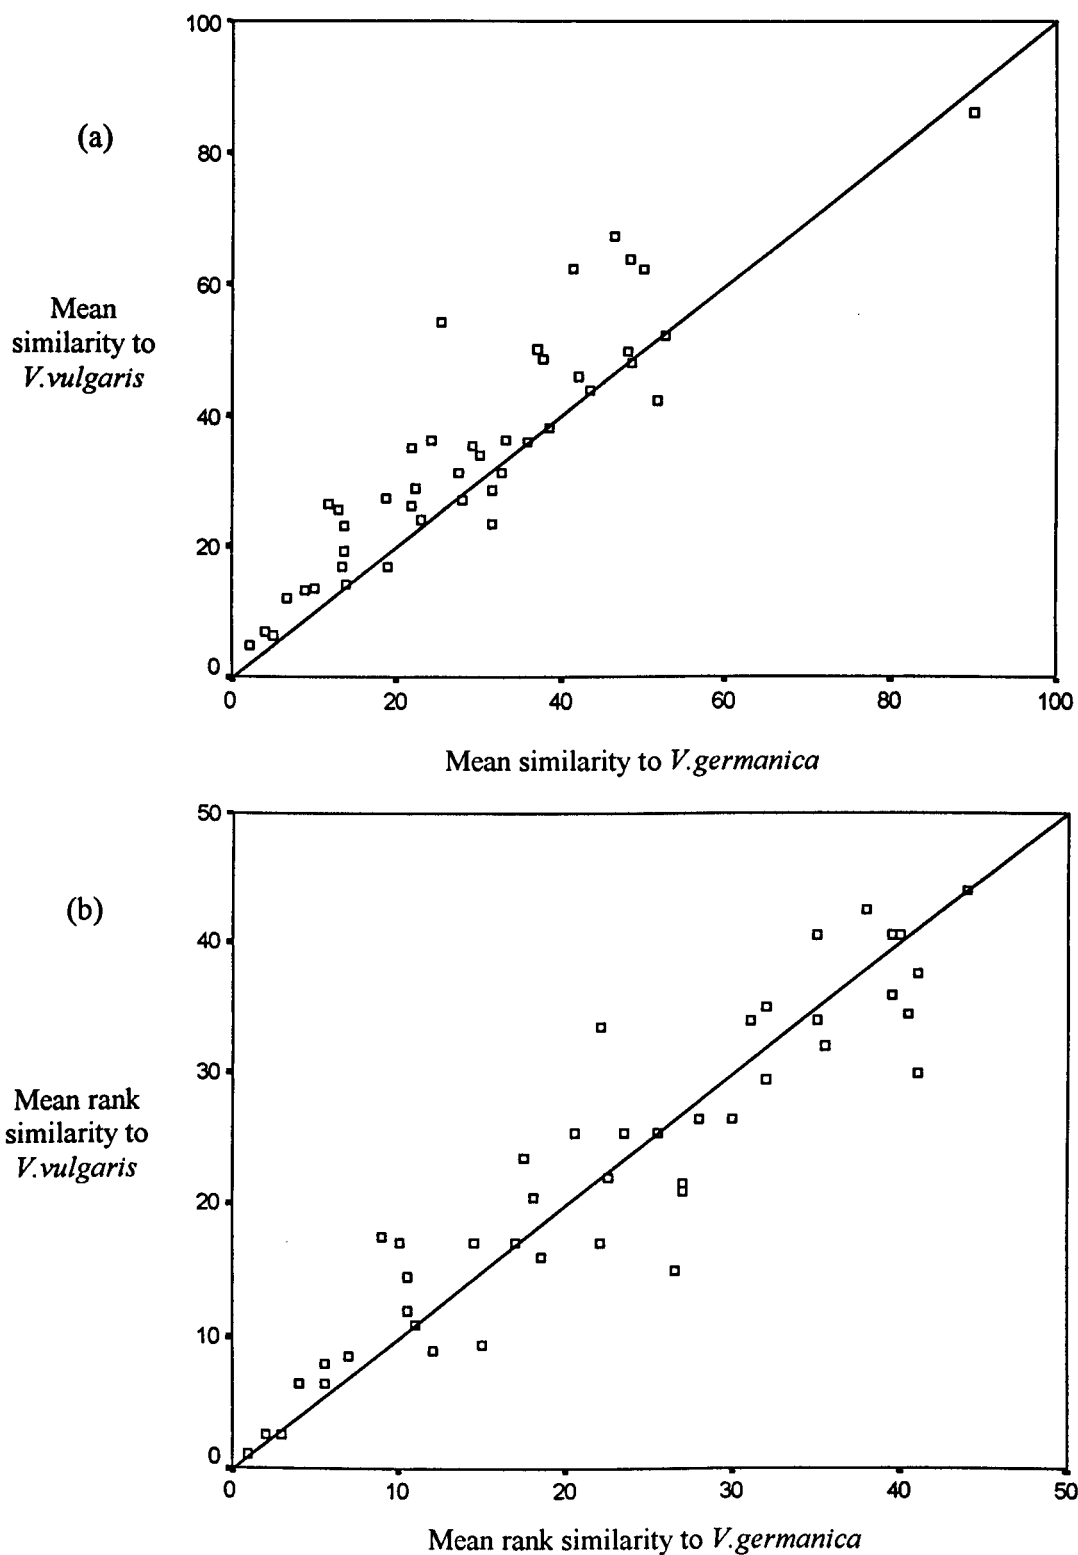 (a)
100
80
60
40
20
0
Mean
similarity to
V.vulgaris
0 20 40 60 80 100
Mean similarity to V.germanica
(b)
50
40
30
20
10
0
Mean rank
similarity to
V.vulgaris
0 10 20 30 40 50
Mean rank similarity to V.germanica